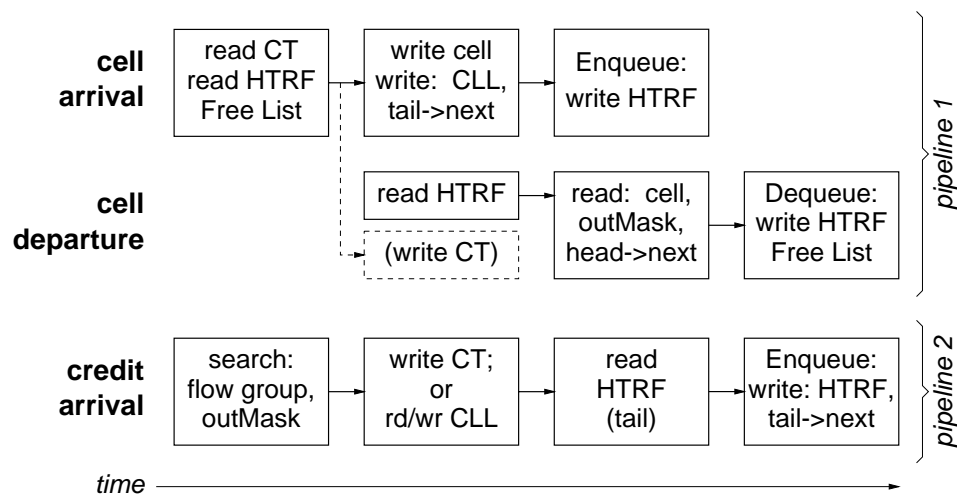 cell
arrival
read CT
read HTRF
Free List
write cell
write: CLL,
tail->next
Enqueue:
write HTRF
pipeline 1
cell
departure
read HTRF
(write CT)
read: cell,
outMask,
head->next
Dequeue:
write HTRF
Free List
credit
arrival
search:
flow group,
outMask
write CT;
or
rd/wr CLL
read
HTRF
(tail)
Enqueue:
write: HTRF,
tail->next
pipeline 2
time